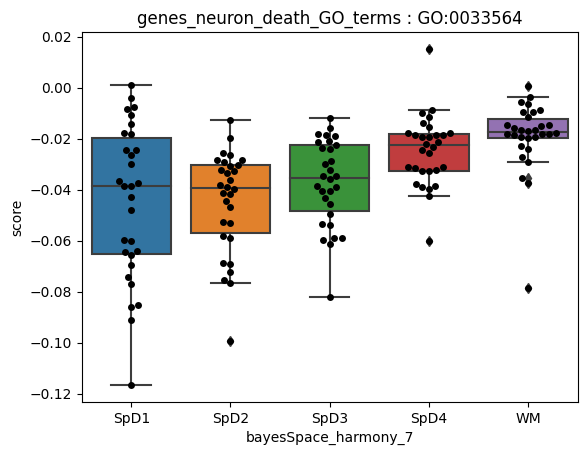 genes_neuron_death_GO_terms : GO:0033564
score
0.02
0.00
−0.02
−0.04
−0.06
−0.08
−0.10
−0.12
SpD1 SpD2 SpD3 SpD4 WM
bayesSpace_harmony_7